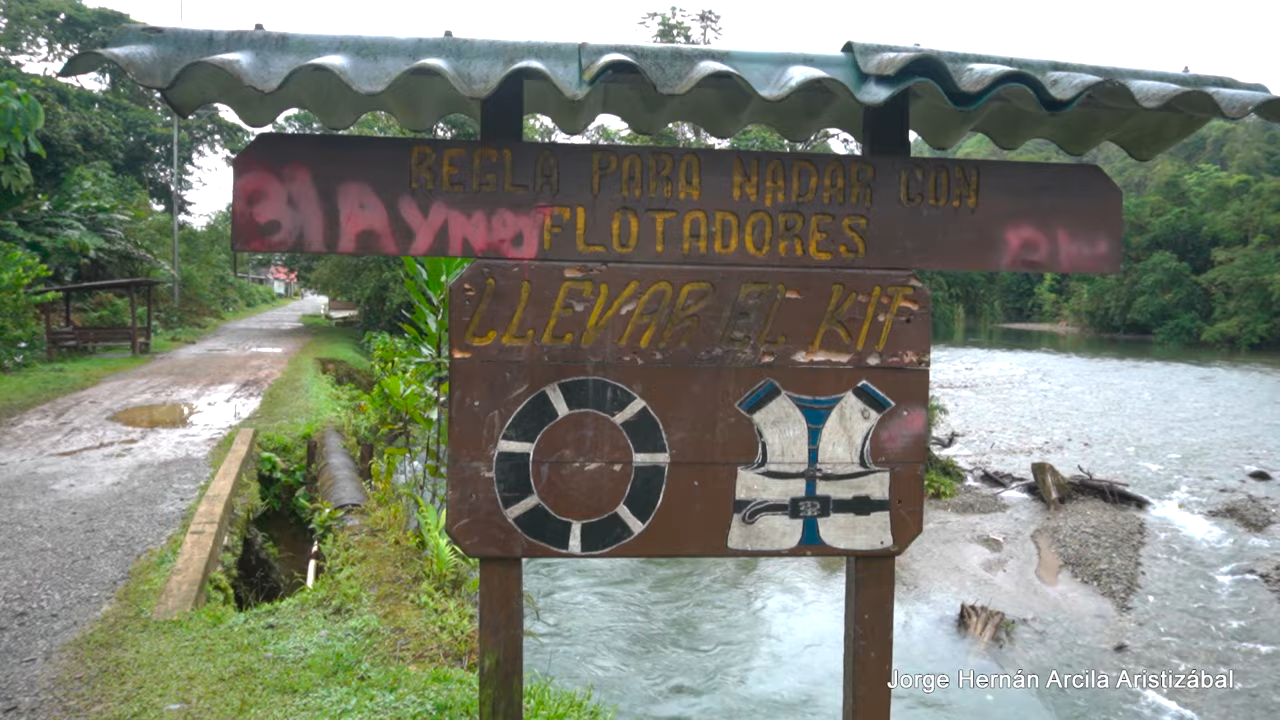 REGLA PARA NADAR CON
FLOTADORES
LLEVAR EL KIT
Jorge Hernán Arcila Aristizábal